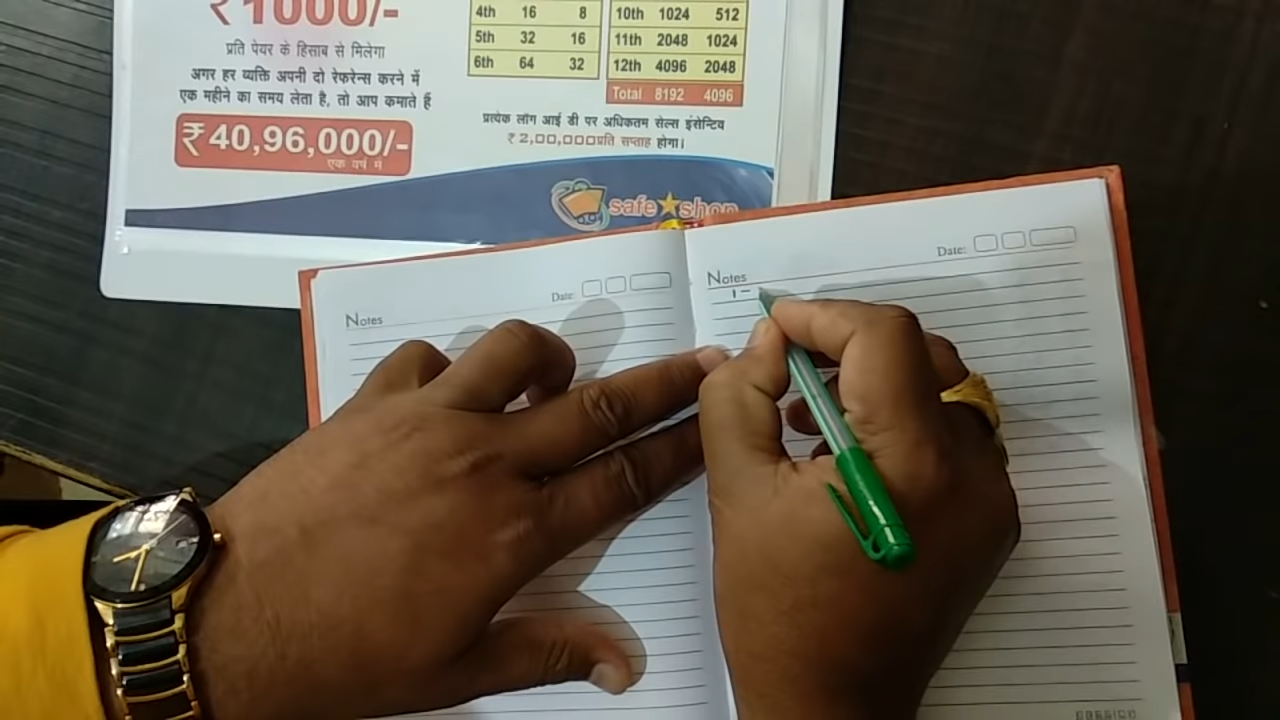 ₹1000/-
प्रति पेयर के हिसाब से मिलेगा
अगर हर व्यक्ति अपनी दो रेफरेन्स करने में
एक महीने का समय लेता है, तो आप कमाते हैं
₹40,96,000/-
एक वर्ष में
4th 16 8
5th 32 16
6th 64 32
10th 1024 512
11th 2048 1024
12th 4096 2048
Total 8192 4096
प्रत्येक लॉग आई डी पर अधिकतम सेल्स इंसेन्टिव
₹2,00,000प्रति सप्ताह होगा।
safe shop
Notes
Date:
Notes
Date:
1-